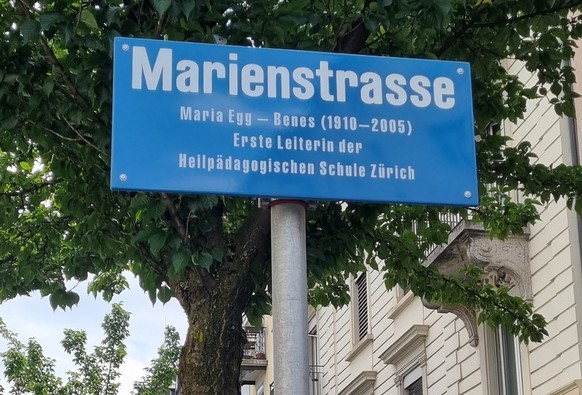 Marienstrasse
Maria Egg – Benes (1910–2005)
Erste Leiterin der
Heilpädagogischen Schule Zürich